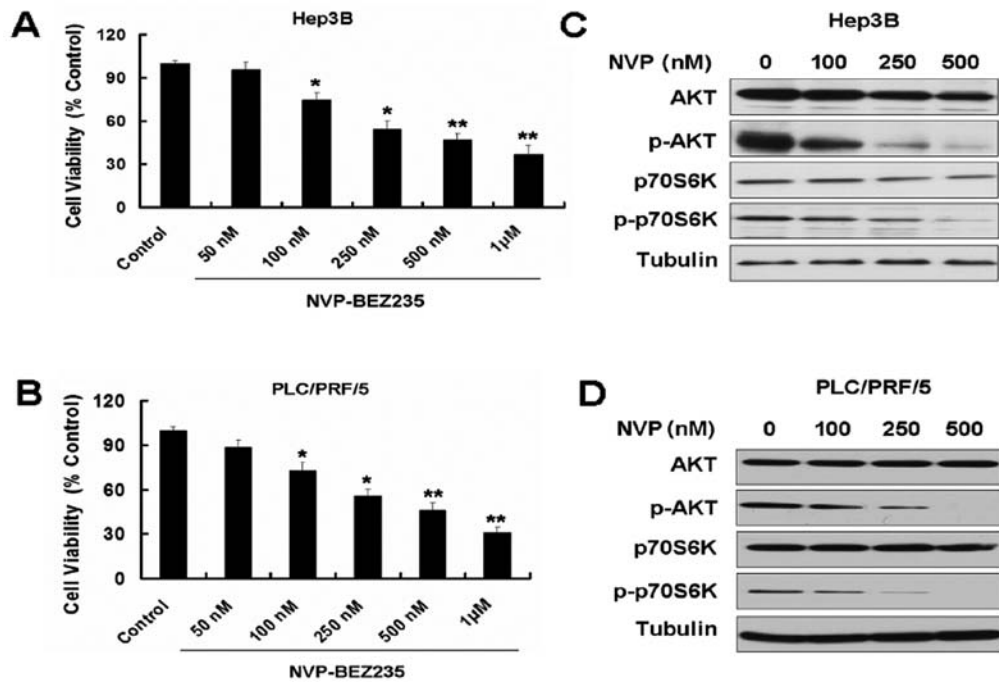 A
Hep3B
Cell Viability (% Control)
120
90
60
30
0
*
*
**
**
Control
50 nM
100 nM
250 nM
500 nM
1µM
NVP-BEZ235
C
Hep3B
NVP (nM) 0 100 250 500
AKT
p-AKT
p70S6K
p-p70S6K
Tubulin
B
PLC/PRF/5
Cell Viability (% Control)
120
90
60
30
0
*
*
**
**
Control
50 nM
100 nM
250 nM
500 nM
1µM
NVP-BEZ235
D
PLC/PRF/5
NVP (nM) 0 100 250 500
AKT
p-AKT
p70S6K
p-p70S6K
Tubulin